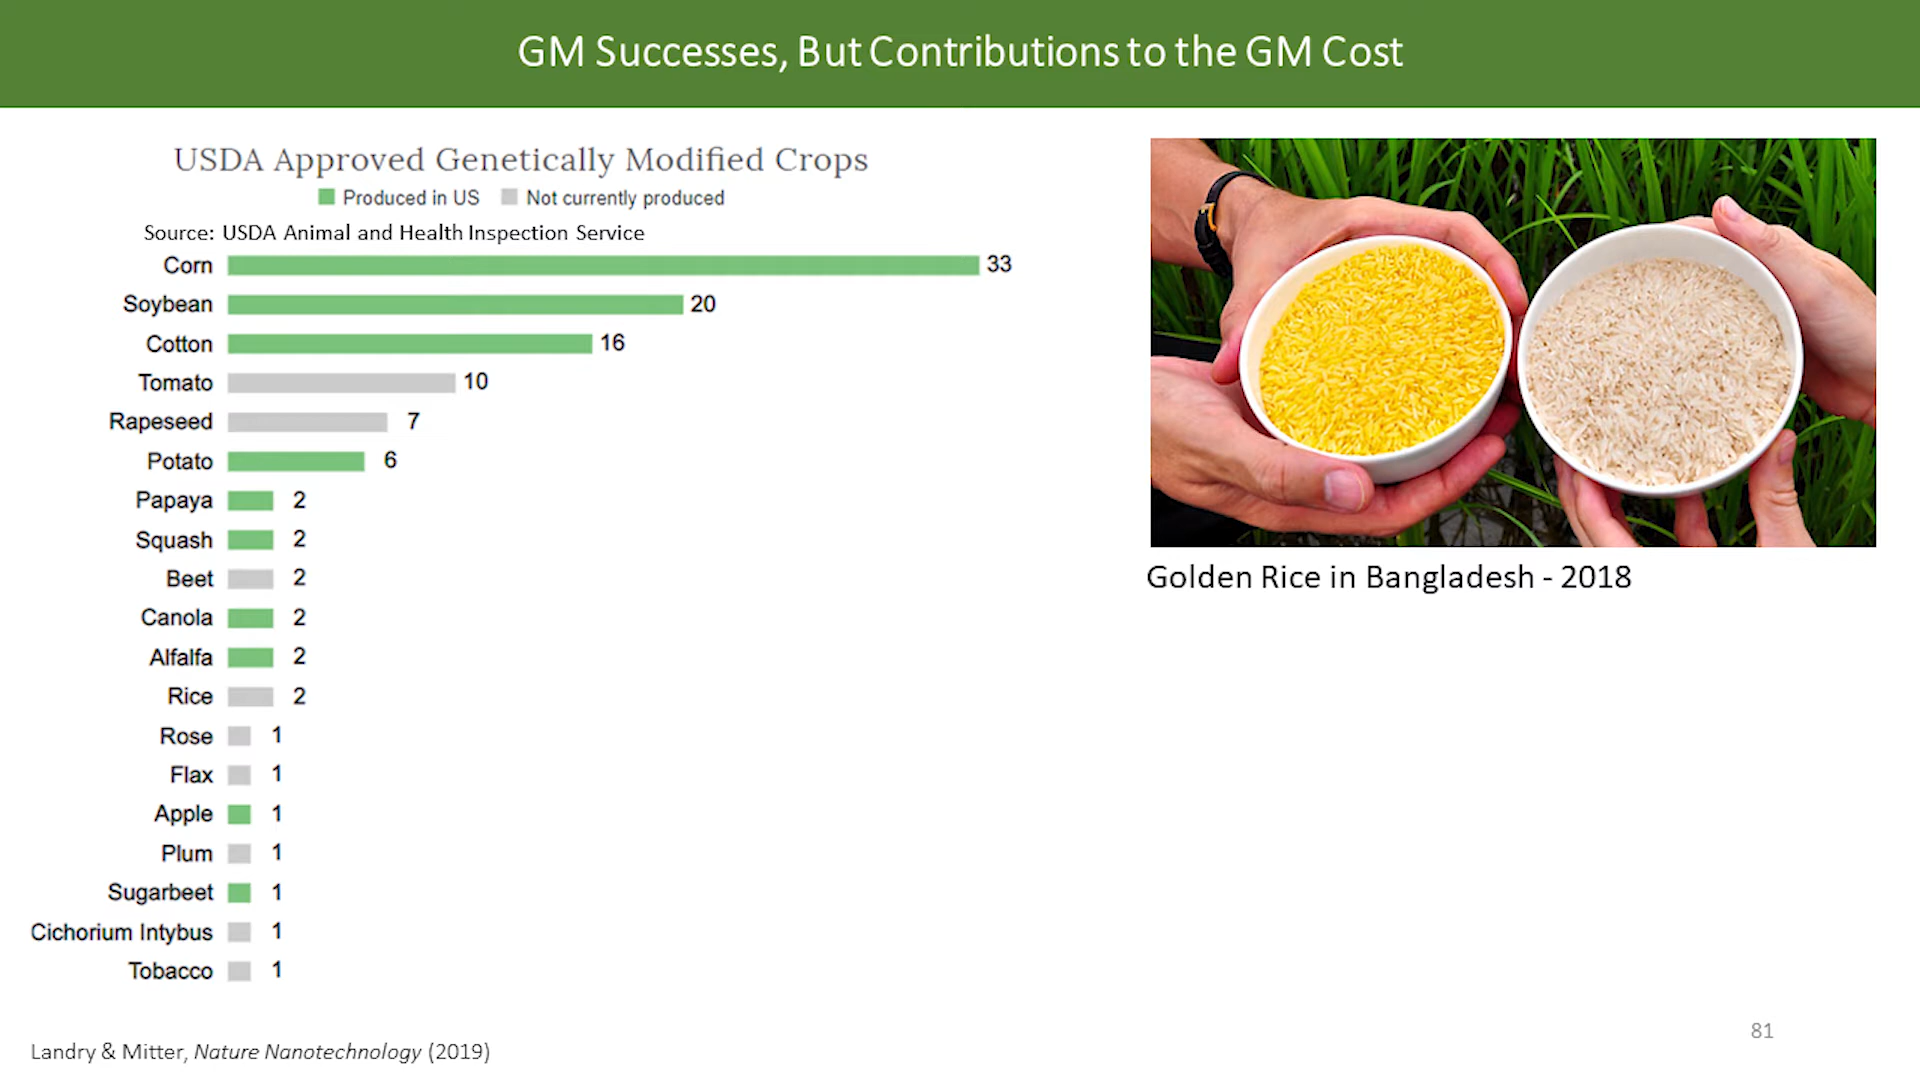 GM Successes, But Contributions to the GM Cost
USDA Approved Genetically Modified Crops
Produced in US Not currently produced
Source: USDA Animal and Health Inspection Service
Corn 33
Soybean 20
Cotton 16
Tomato 10
Rapeseed 7
Potato 6
Papaya 2
Squash 2
Beet 2
Canola 2
Alfalfa 2
Rice 2
Rose 1
Flax 1
Apple 1
Plum 1
Sugarbeet 1
Cichorium Intybus 1
Tobacco 1
Golden Rice in Bangladesh - 2018
Landry & Mitter, Nature Nanotechnology (2019)
81